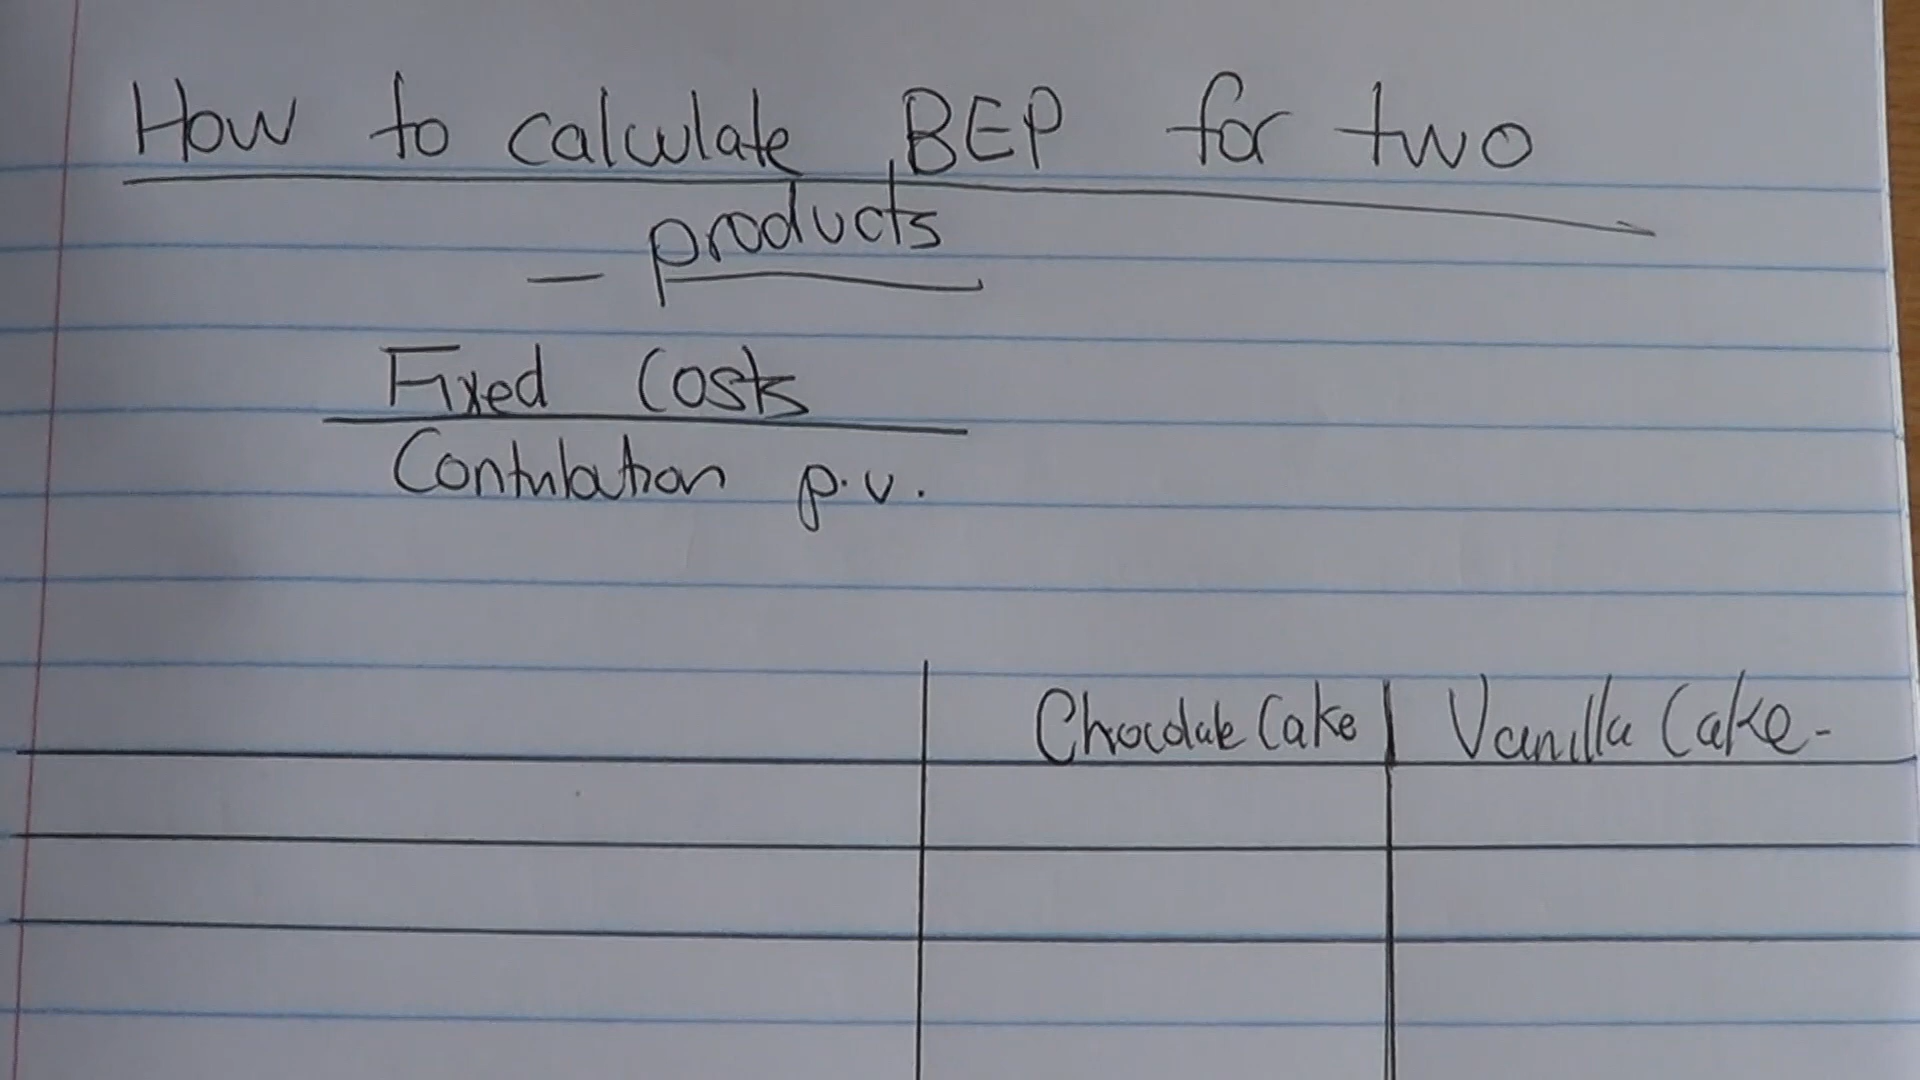 How to calculate BEP for two
products
Fixed Costs
Contribution p.u.
Chocolate Cake
Vanilla Cake